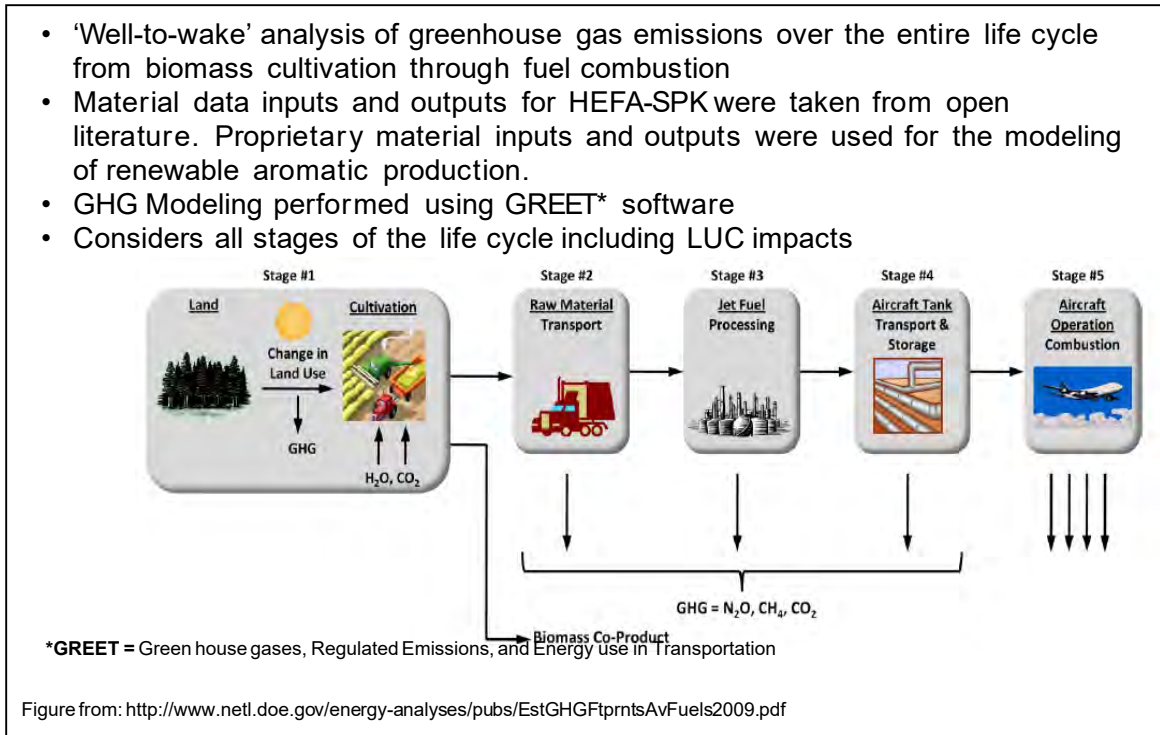 • ‘Well-to-wake’ analysis of greenhouse gas emissions over the entire life cycle
from biomass cultivation through fuel combustion
• Material data inputs and outputs for HEFA-SPK were taken from open
literature. Proprietary material inputs and outputs were used for the modeling
of renewable aromatic production.
• GHG Modeling performed using GREET* software
• Considers all stages of the life cycle including LUC impacts
Stage #1
Land
Change in
Land Use
GHG
Cultivation
H₂O, CO₂
Stage #2
Raw Material
Transport
Stage #3
Jet Fuel
Processing
Stage #4
Aircraft Tank
Transport &
Storage
Stage #5
Aircraft
Operation
Combustion
GHG = N₂O, CH₄, CO₂
Biomass Co-Product
*GREET = Green house gases, Regulated Emissions, and Energy use in Transportation
Figure from: http://www.netl.doe.gov/energy-analyses/pubs/EstGHGFtprntsAvFuels2009.pdf